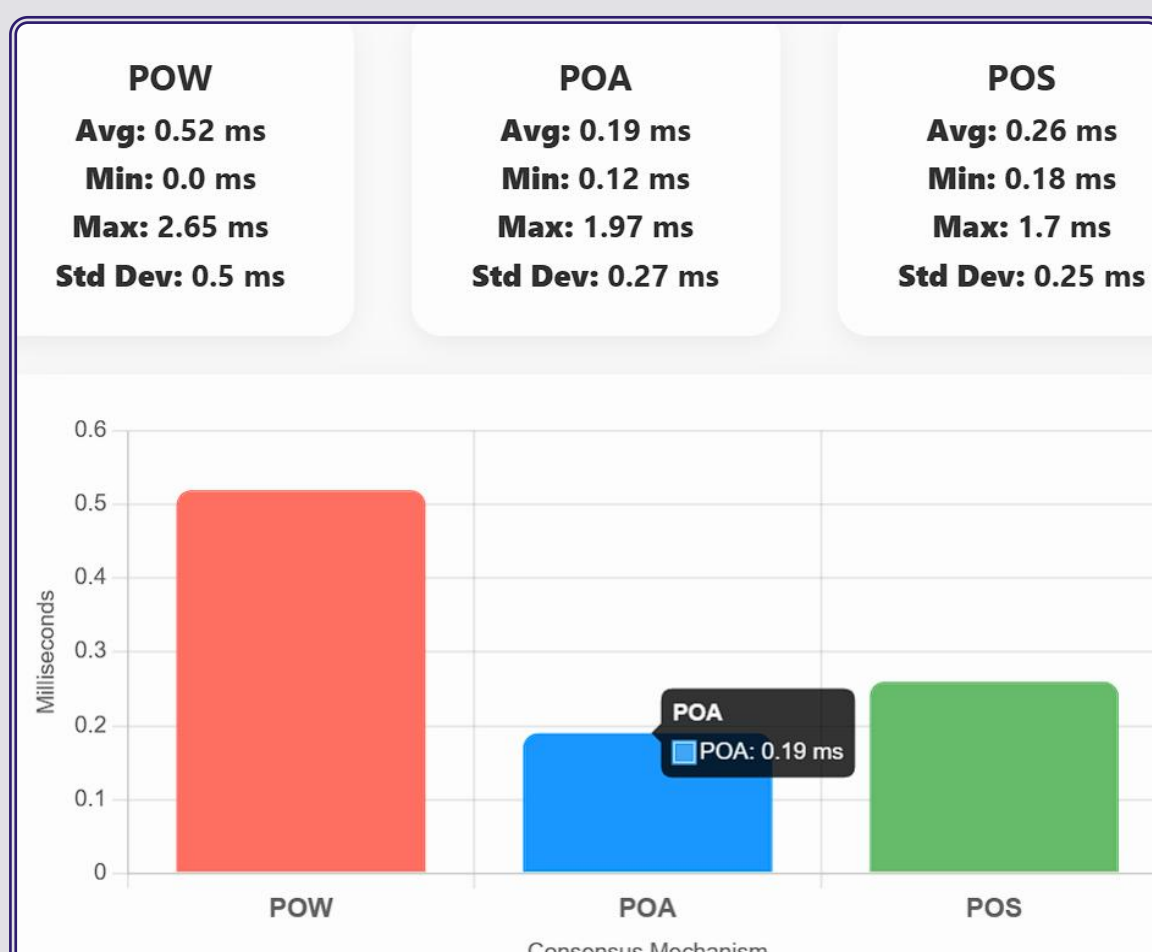 POW
Avg: 0.52 ms
Min: 0.0 ms
Max: 2.65 ms
Std Dev: 0.5 ms
POA
Avg: 0.19 ms
Min: 0.12 ms
Max: 1.97 ms
Std Dev: 0.27 ms
POS
Avg: 0.26 ms
Min: 0.18 ms
Max: 1.7 ms
Std Dev: 0.25 ms
0.6
0.5
0.4
0.3
0.2
0.1
0
Milliseconds
POA
POA: 0.19 ms
POW
POA
POS
Consensus Mechanism